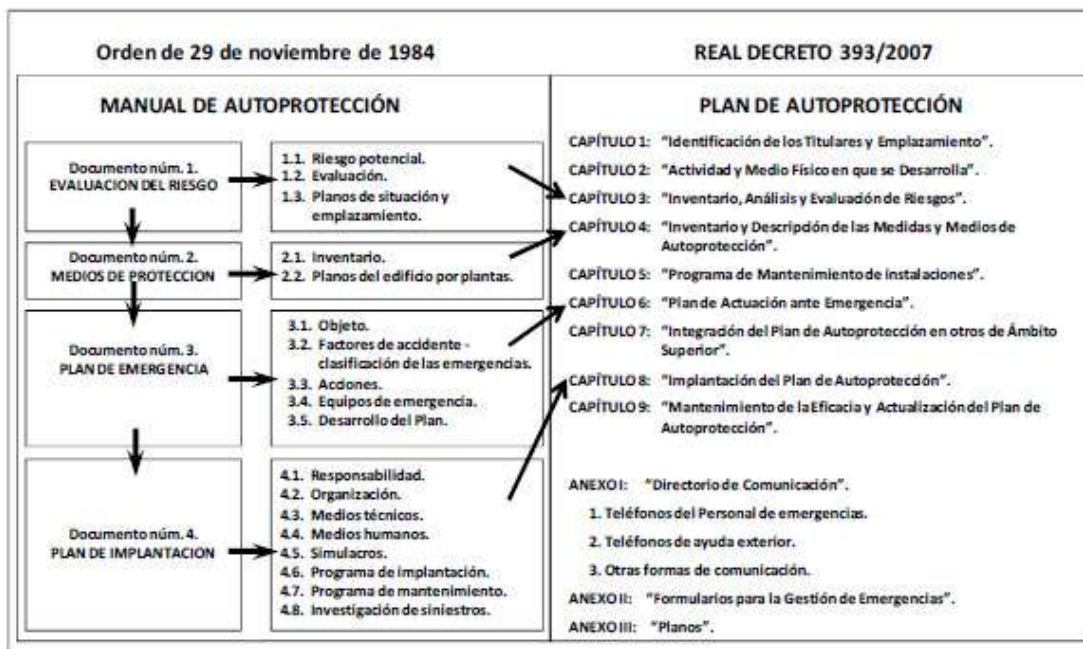 Orden de 29 de noviembre de 1984
MANUAL DE AUTOPROTECCIÓN
Documento núm. 1.
EVALUACION DEL RIESGO
1.1. Riesgo potencial.
1.2. Evaluación.
1.3. Planos de situación y
emplazamiento.
Documento núm. 2.
MEDIOS DE PROTECCION
2.1. Inventario.
2.2. Planos del edificio por plantas.
Documento núm. 3.
PLAN DE EMERGENCIA
3.1. Objeto.
3.2. Factores de accidente -
clasificación de las emergencias.
3.3. Acciones.
3.4. Equipos de emergencia.
3.5. Desarrollo del Plan.
Documento núm. 4.
PLAN DE IMPLANTACION
4.1. Responsabilidad.
4.2. Organización.
4.3. Medios técnicos.
4.4. Medios humanos.
4.5. Simulacros.
4.6. Programa de implantación.
4.7. Programa de mantenimiento.
4.8. Investigación de siniestros.
REAL DECRETO 393/2007
PLAN DE AUTOPROTECCIÓN
CAPÍTULO 1: "Identificación de los Titulares y Emplazamiento".
CAPÍTULO 2: "Actividad y Medio Físico en que se Desarrolla".
CAPÍTULO 3: "Inventario, Análisis y Evaluación de Riesgos".
CAPÍTULO 4: "Inventario y Descripción de las Medidas y Medios de
Autoprotección".
CAPÍTULO 5: "Programa de Mantenimiento de instalaciones".
CAPÍTULO 6: "Plan de Actuación ante Emergencia".
CAPÍTULO 7: "Integración del Plan de Autoprotección en otros de Ámbito
Superior".
CAPÍTULO 8: "Implantación del Plan de Autoprotección".
CAPÍTULO 9: "Mantenimiento de la Eficacia y Actualización del Plan de
Autoprotección".
ANEXO I: "Directorio de Comunicación".
1. Teléfonos del Personal de emergencias.
2. Teléfonos de ayuda exterior.
3. Otras formas de comunicación.
ANEXO II: "Formularios para la Gestión de Emergencias".
ANEXO III: "Planos".